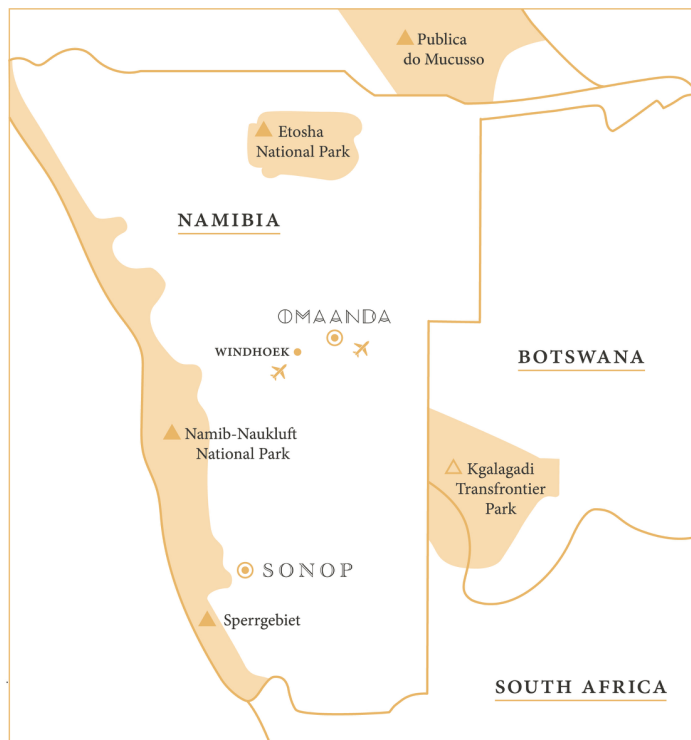 Publica
do Mucusso
Etosha
National Park
NAMIBIA
OMAANDA
WINDHOEK
BOTSWANA
Namib-Naukluft
National Park
Kgalagadi
Transfrontier
Park
SONOP
Sperrgebiet
SOUTH AFRICA